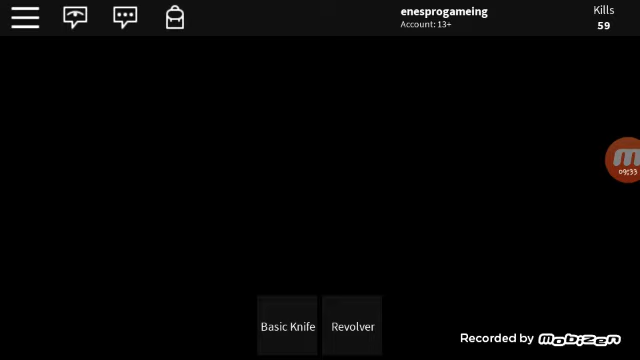 enesprogameing
Account: 13+
Kills
59
09:33
Basic Knife
Revolver
Recorded by mobizen